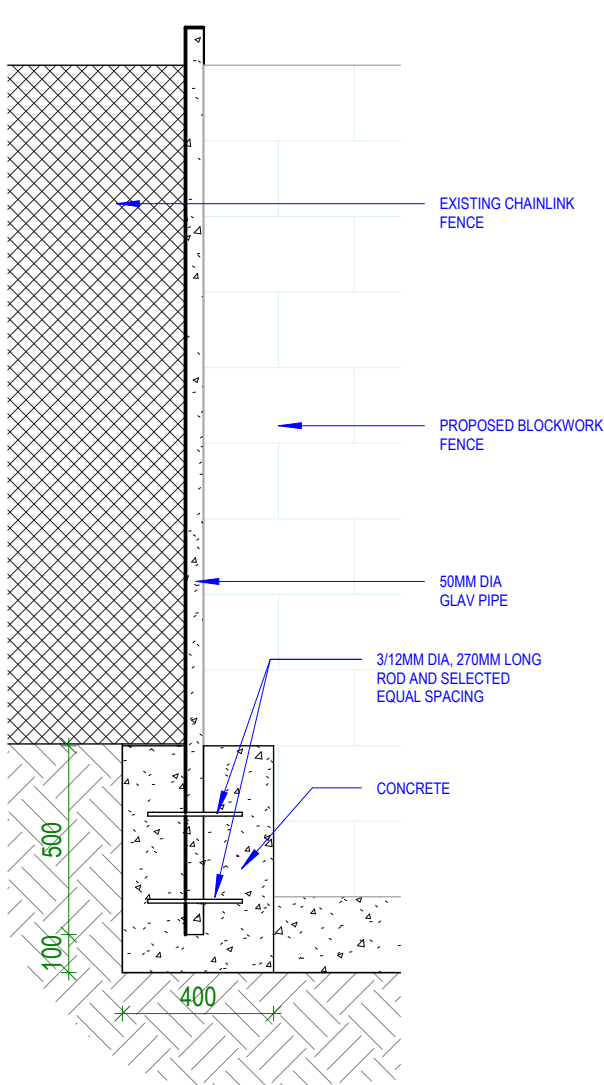 EXISTING CHAINLINK
FENCE
PROPOSED BLOCKWORK
FENCE
50MM DIA
GLAV PIPE
3/12MM DIA, 270MM LONG
ROD AND SELECTED
EQUAL SPACING
CONCRETE
500
100
400